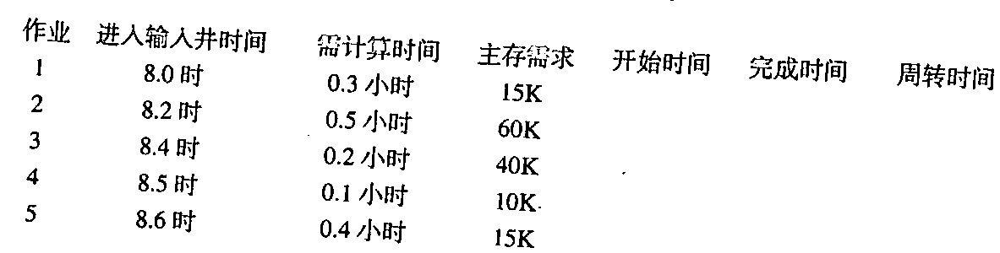 作业 进入输入井时间 需计算时间 主存需求 开始时间 完成时间 周转时间
1 8.0时 0.3小时 15K
2 8.2时 0.5小时 60K
3 8.4时 0.2小时 40K
4 8.5时 0.1小时 10K
5 8.6时 0.4小时 15K